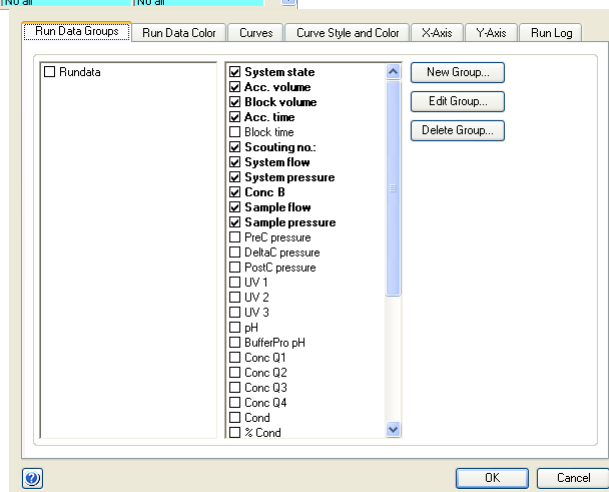 No all No all
Run Data Groups Run Data Color Curves Curve Style and Color X-Axis Y-Axis Run Log
Rundata
System state
Acc. volume
Block volume
Acc. time
Block time
Scouting no.:
System flow
System pressure
Conc B
Sample flow
Sample pressure
PreC pressure
DeltaC pressure
PostC pressure
UV 1
UV 2
UV 3
pH
BufferPro pH
Conc Q1
Conc Q2
Conc Q3
Conc Q4
Cond
% Cond
New Group...
Edit Group...
Delete Group...
OK Cancel